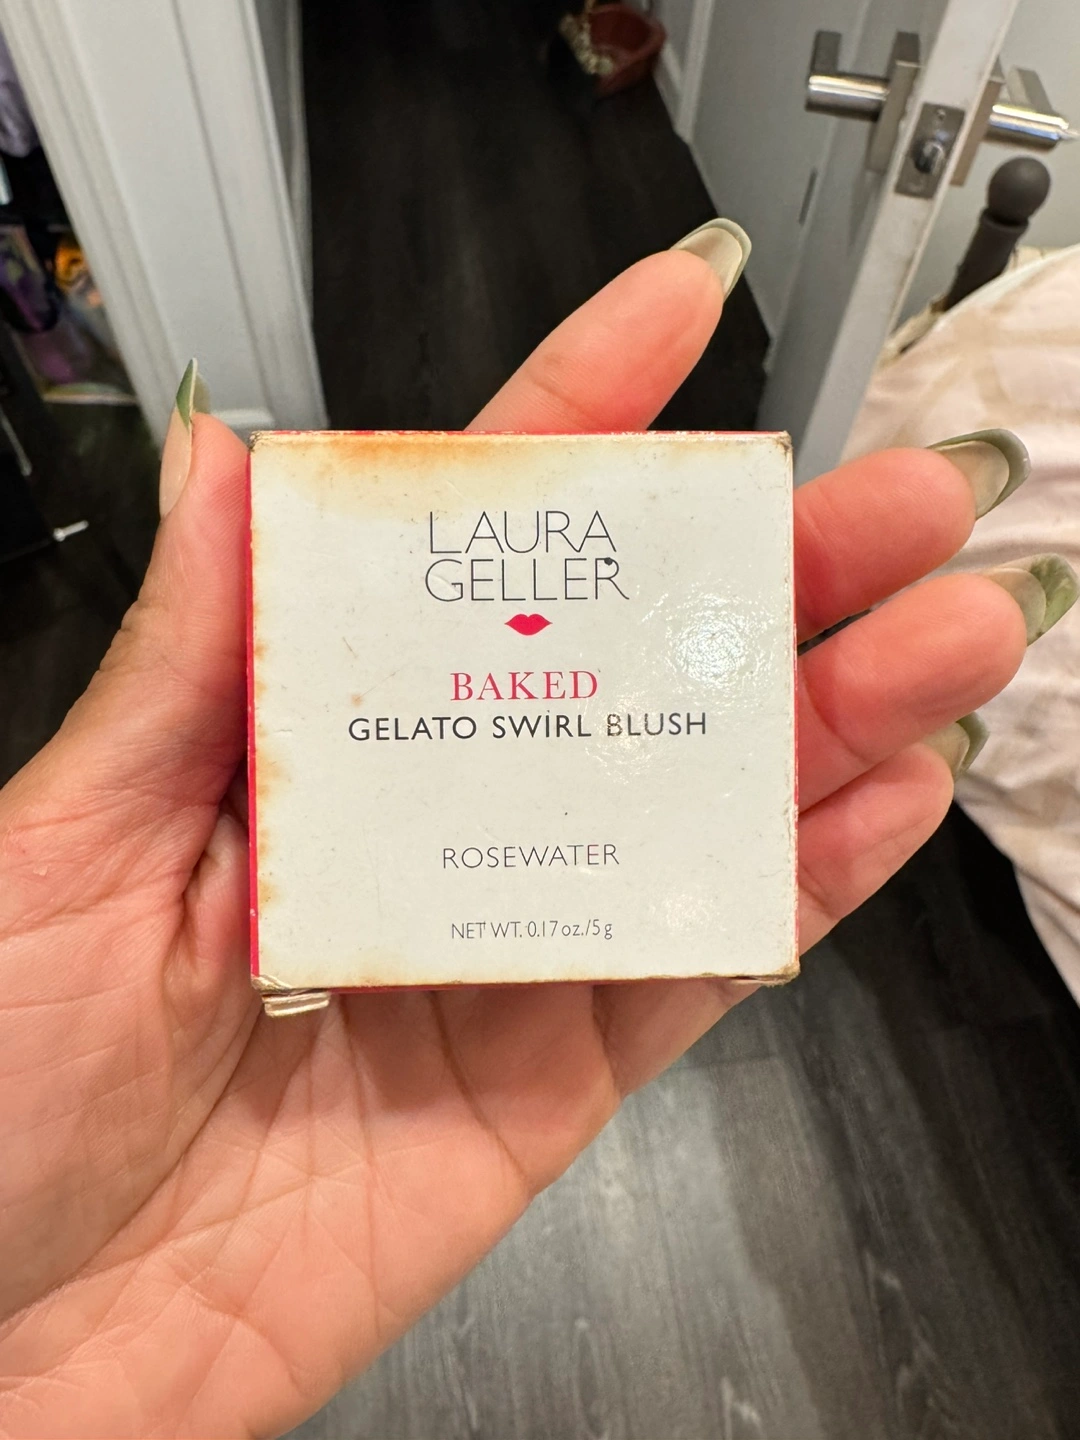 LAURA
GELLER
BAKED
GELATO SWIRL BLUSH
ROSEWATER
NET WT. 0.17 oz./5 g